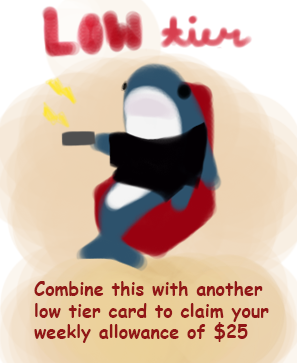 Low tier
Combine this with another
low tier card to claim your
weekly allowance of $25